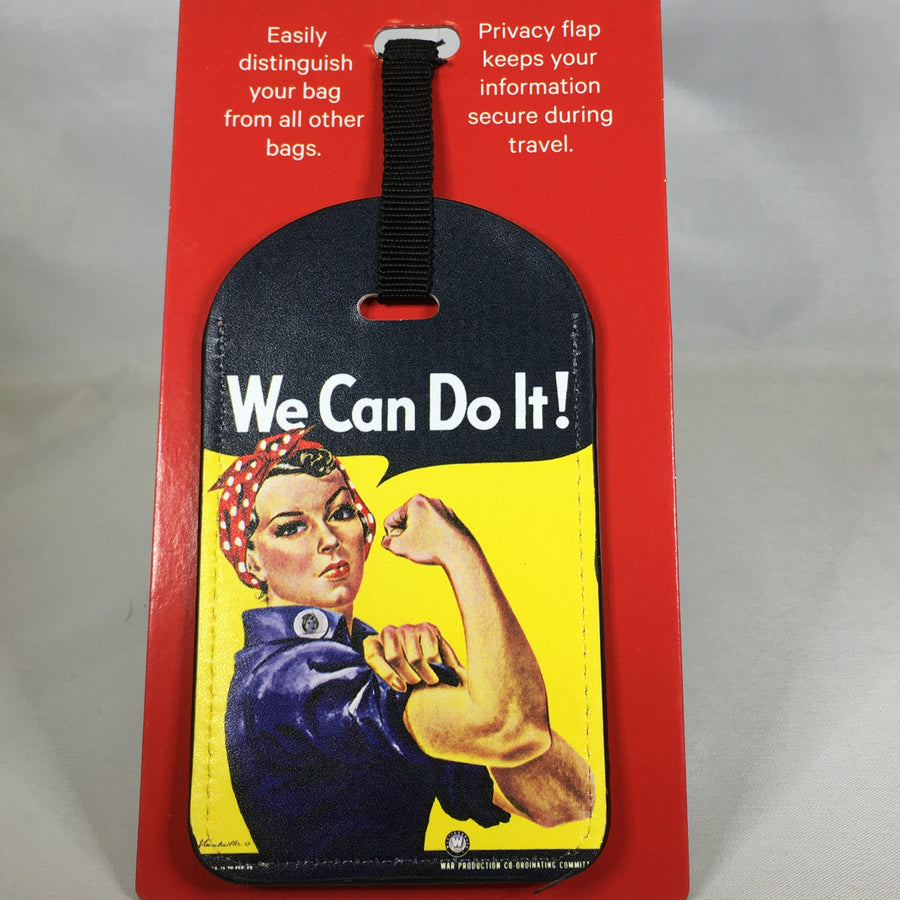 Easily
distinguish
your bag
from all other
bags.
Privacy flap
keeps your
information
secure during
travel.
We Can Do It!
W
WAR PRODUCTION CO-ORDINATING COMMIT